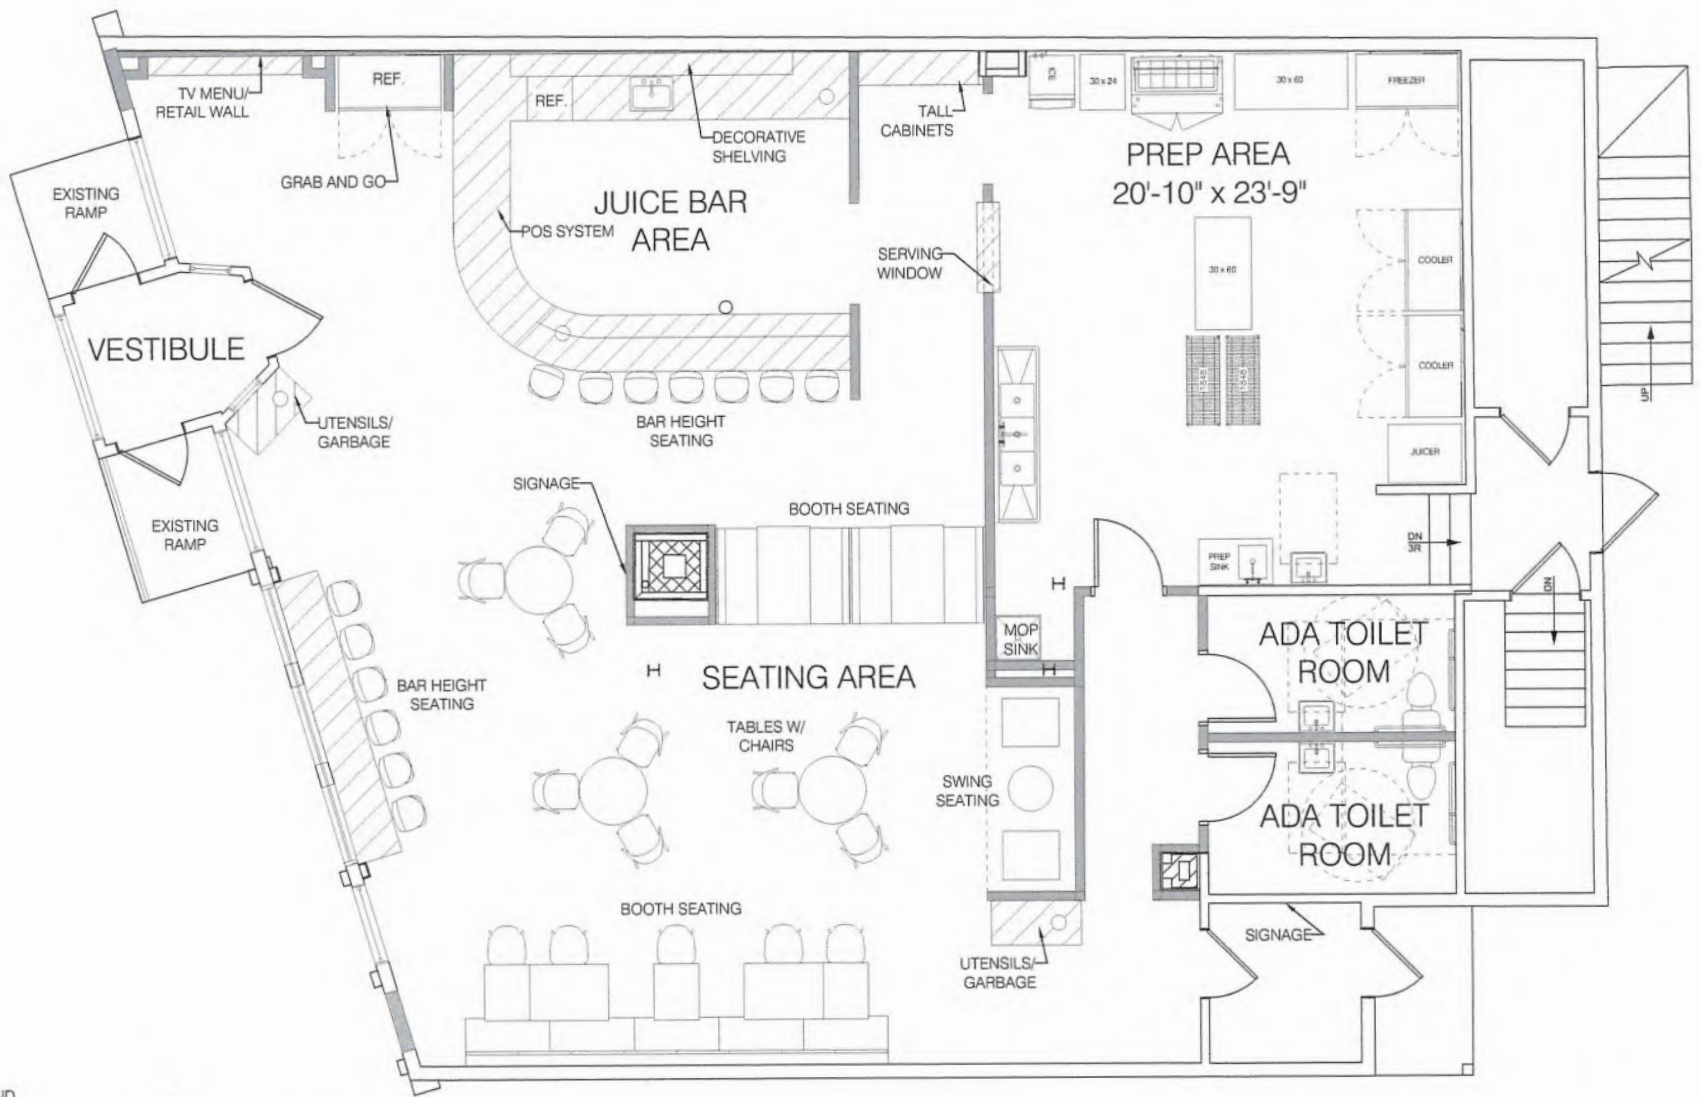 REF.
TV MENU/
RETAIL WALL
GRAB AND GO
REF.
DECORATIVE
SHELVING
TALL
CABINETS
ICE
30 x 24
30 x 60
FREEZER
PREP AREA
20'-10" x 23'-9"
EXISTING
RAMP
JUICE BAR
AREA
POS SYSTEM
SERVING
WINDOW
30 x 60
COOLER
VESTIBULE
COOLER
1848
1848
UP
UTENSILS/
GARBAGE
BAR HEIGHT
SEATING
JUICER
SIGNAGE
BOOTH SEATING
EXISTING
RAMP
DN
3R
PREP
SINK
DN
MOP
SINK
ADA TOILET
ROOM
SEATING AREA
BAR HEIGHT
SEATING
TABLES W/
CHAIRS
SWING
SEATING
ADA TOILET
ROOM
BOOTH SEATING
SIGNAGE
UTENSILS/
GARBAGE